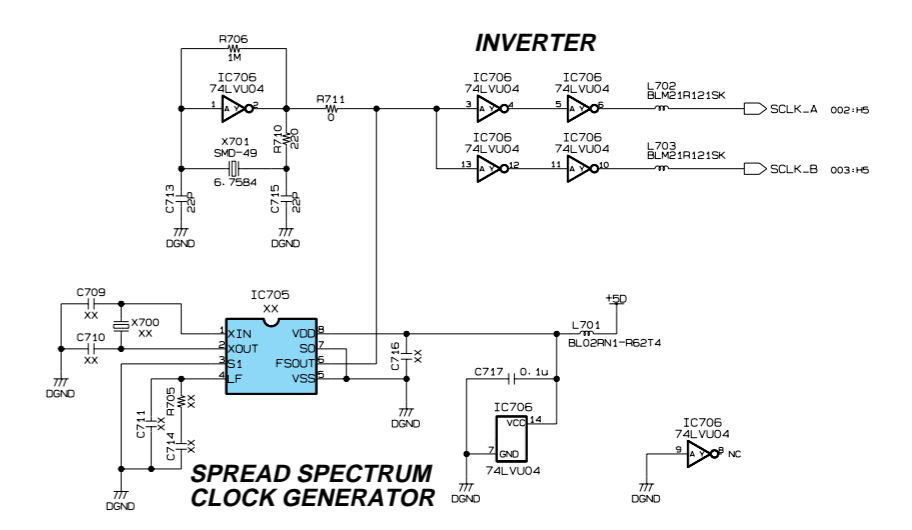 R706
1M
INVERTER
IC706
74LVU04
1 A Y 2
R711
0
R710
220
X701
SMD-49
6.7584
C713
22P
C715
22P
DGND
DGND
IC706
74LVU04
3 A Y 4
IC706
74LVU04
5 A Y 6
L702
BLM21R121SK
SCLK_A 002:H5
IC706
74LVU04
13 A Y 12
IC706
74LVU04
11 A Y 10
L703
BLM21R121SK
SCLK_B 003:H5
C709
XX
X700
XX
C710
XX
DGND
IC705
XX
1 XIN VDD 8
2 XOUT SO 7
3 S1 FSOUT 6
4 LF VSS 5
C711
XX
R705
XX
C714
XX
DGND
C716
XX
DGND
+5D
L701
BL02RN1-R62T4
C717 0.1u
IC706
VCC 14
7 GND
74LVU04
DGND
IC706
74LVU04
9 A Y 8 NC
DGND
SPREAD SPECTRUM
CLOCK GENERATOR